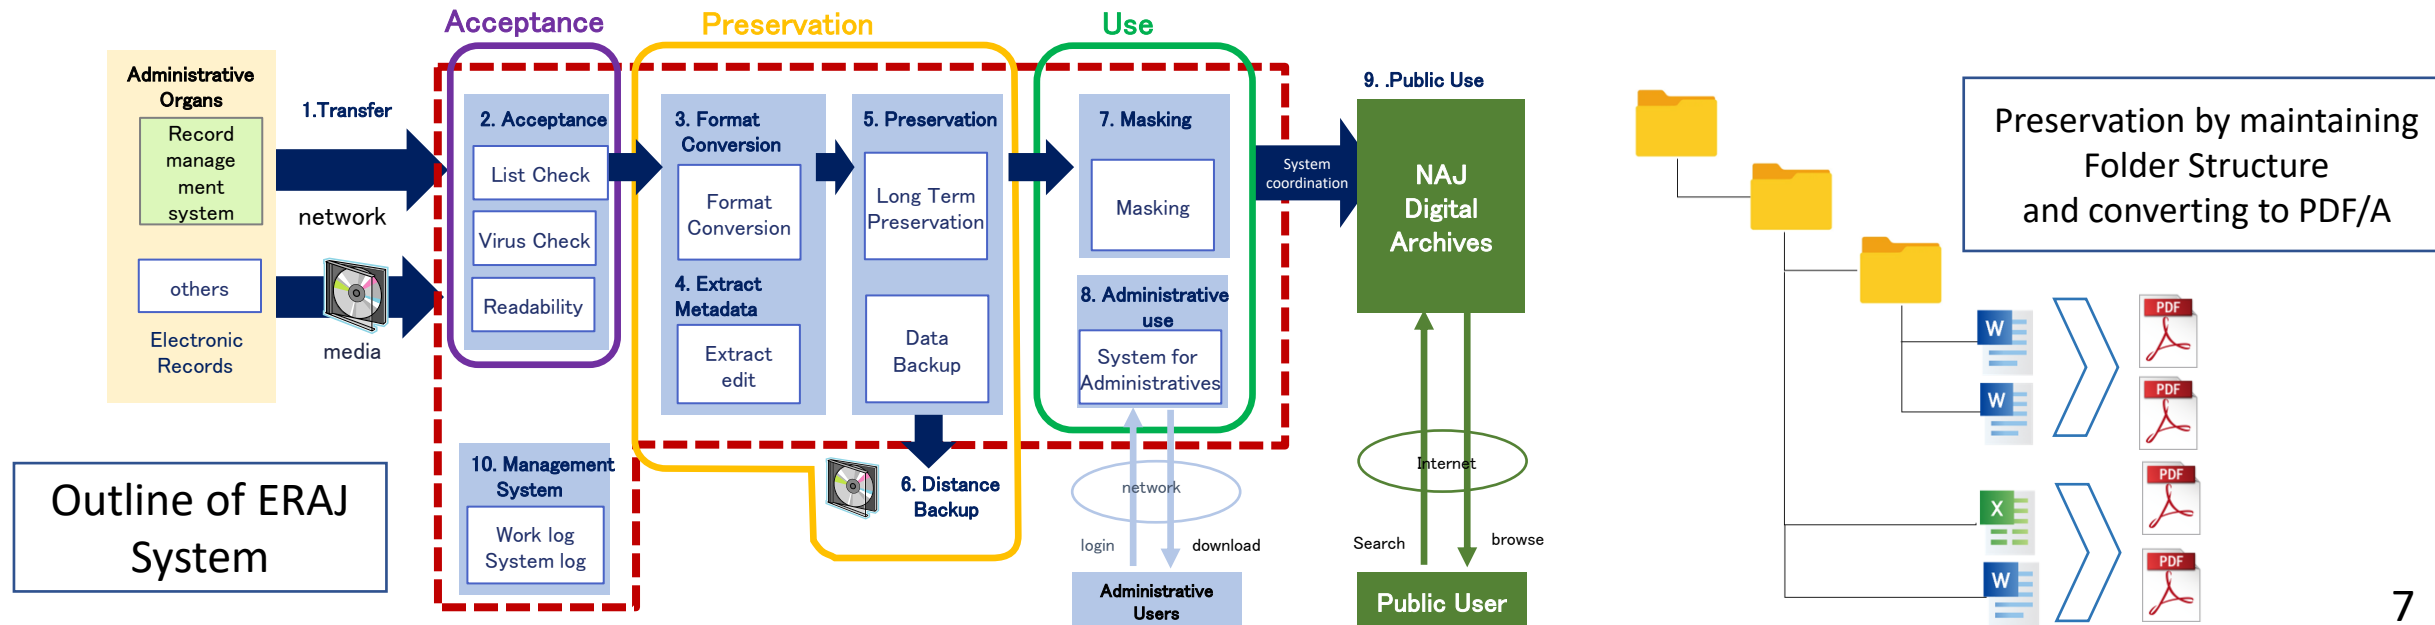 Acceptance
Preservation
Use
Administrative
Organs
Record
manage
ment
system
others
Electronic
Records
1.Transfer
network
media
2. Acceptance
List Check
Virus Check
Readability
3. Format
Conversion
Format
Conversion
4. Extract
Metadata
Extract
edit
5. Preservation
Long Term
Preservation
Data
Backup
6. Distance
Backup
7. Masking
Masking
8. Administrative
use
System for
Administratives
System
coordination
9. .Public Use
NAJ
Digital
Archives
10. Management
System
Work log
System log
network
login
download
Administrative
Users
Internet
Search
browse
Public User
Outline of ERAJ
System
Preservation by maintaining
Folder Structure
and converting to PDF/A
W
PDF
W
PDF
X
PDF
W
PDF
7